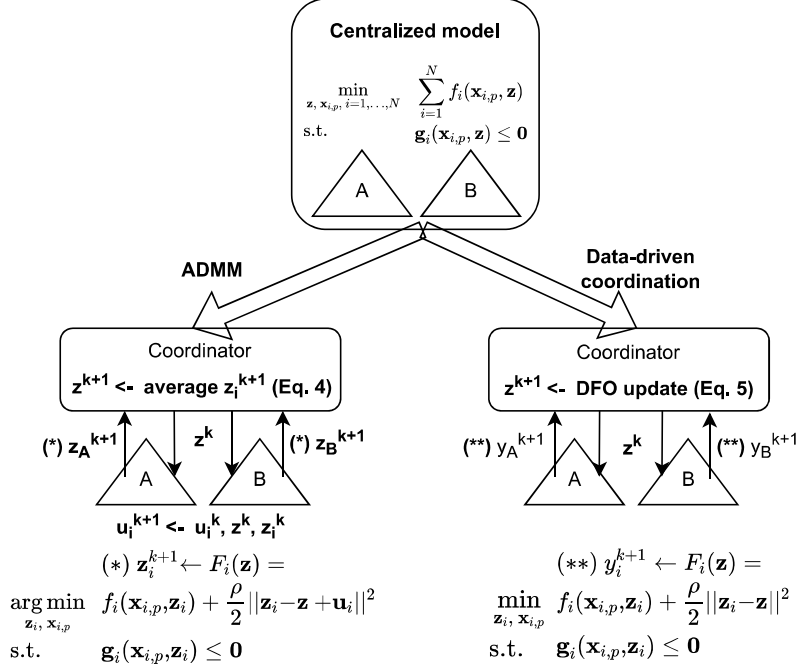 Centralized model
min z, x_{i,p}, i=1,…,N ∑_{i=1}^{N} f_i(x_{i,p}, z)
s.t. g_i(x_{i,p}, z) ≤ 0
A B
ADMM
Data-driven
coordination
Coordinator
z^{k+1} <- average z_i^{k+1} (Eq. 4)
(*) z_A^{k+1} z^k (*) z_B^{k+1}
A B
u_i^{k+1} <- u_i^k, z^k, z_i^k
(*) z_i^{k+1} ← F_i(z) =
arg min z_i, x_{i,p} f_i(x_{i,p},z_i) + ρ/2 ||z_i−z +u_i||^2
s.t. g_i(x_{i,p},z_i) ≤ 0
Coordinator
z^{k+1} <- DFO update (Eq. 5)
(**) y_A^{k+1} z^k (**) y_B^{k+1}
A B
(**) y_i^{k+1} ← F_i(z) =
min z_i, x_{i,p} f_i(x_{i,p},z_i) + ρ/2 ||z_i−z||^2
s.t. g_i(x_{i,p},z_i) ≤ 0